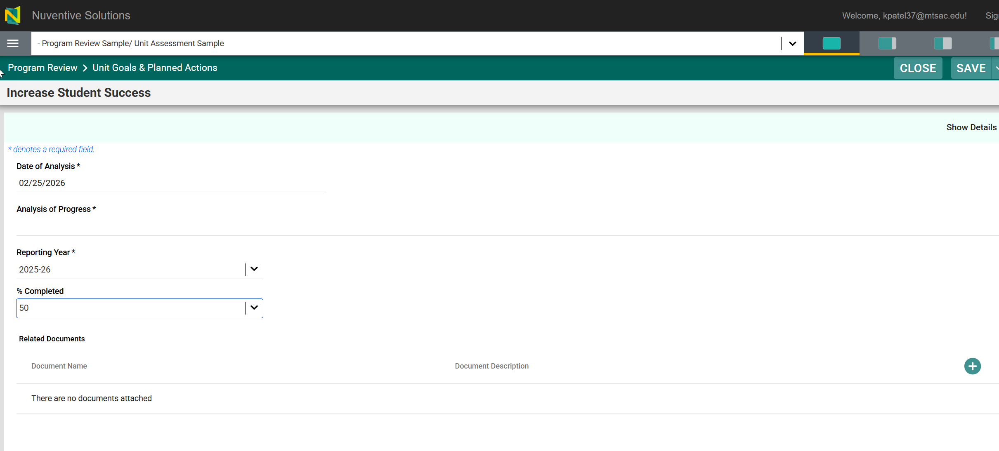 Nuventive Solutions
Welcome, kpatel37@mtsac.edu!
Sig
- Program Review Sample/ Unit Assessment Sample
Program Review > Unit Goals & Planned Actions
CLOSE
SAVE
Increase Student Success
Show Details
* denotes a required field.
Date of Analysis *
02/25/2026
Analysis of Progress *
Reporting Year *
2025-26
% Completed
50
Related Documents
Document Name
Document Description
There are no documents attached